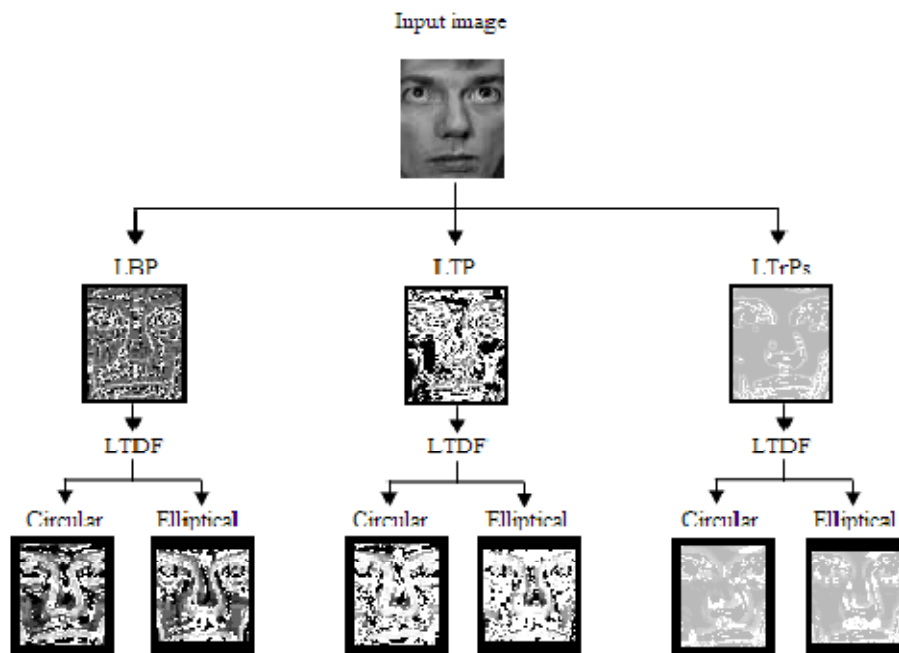 Input image
LBP
LTP
LTrPs
LTDF
LTDF
LTDF
Circular
Elliptical
Circular
Elliptical
Circular
Elliptical